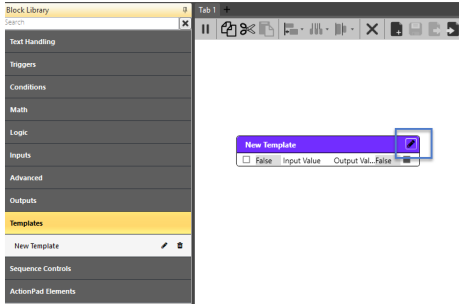 Block Library
Tab 1 +
Search
Text Handling
Triggers
Conditions
Math
Logic
Inputs
Advanced
Outputs
Templates
New Template
Sequence Controls
ActionPad Elements
New Template
False Input Value Output Val...False